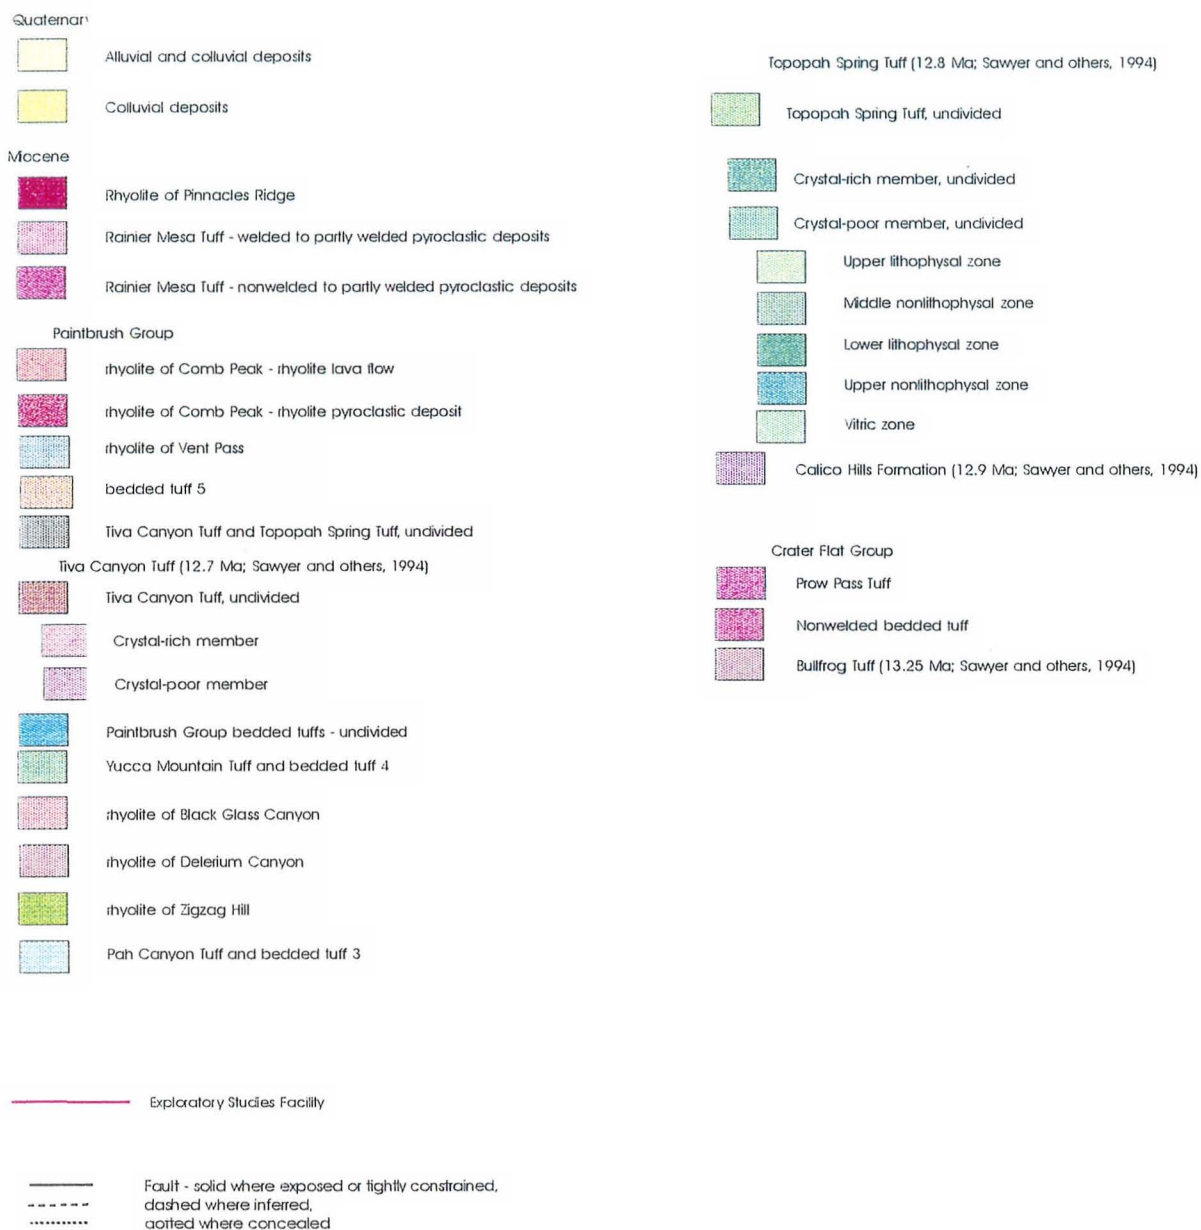 Quaternary
Alluvial and colluvial deposits
Colluvial deposits
Miocene
Rhyolite of Pinnacles Ridge
Rainier Mesa Tuff - welded to partly welded pyroclastic deposits
Rainier Mesa Tuff - nonwelded to partly welded pyroclastic deposits
Paintbrush Group
rhyolite of Comb Peak - rhyolite lava flow
rhyolite of Comb Peak - rhyolite pyroclastic deposit
rhyolite of Vent Pass
bedded tuff 5
Tiva Canyon Tuff and Topopah Spring Tuff, undivided
Tiva Canyon Tuff (12.7 Ma; Sawyer and others, 1994)
Tiva Canyon Tuff, undivided
Crystal-rich member
Crystal-poor member
Paintbrush Group bedded tuffs - undivided
Yucca Mountain Tuff and bedded tuff 4
rhyolite of Black Glass Canyon
rhyolite of Delerium Canyon
rhyolite of Zigzag Hill
Pah Canyon Tuff and bedded tuff 3
Topopah Spring Tuff (12.8 Ma; Sawyer and others, 1994)
Topopah Spring Tuff, undivided
Crystal-rich member, undivided
Crystal-poor member, undivided
Upper lithophysal zone
Middle nonlithophysal zone
Lower lithophysal zone
Upper nonlithophysal zone
Vitric zone
Calico Hills Formation (12.9 Ma; Sawyer and others, 1994)
Crater Flat Group
Prow Pass Tuff
Nonwelded bedded tuff
Bullfrog Tuff (13.25 Ma; Sawyer and others, 1994)
Exploratory Studies Facility
Fault - solid where exposed or tightly constrained,
dashed where inferred,
dotted where concealed